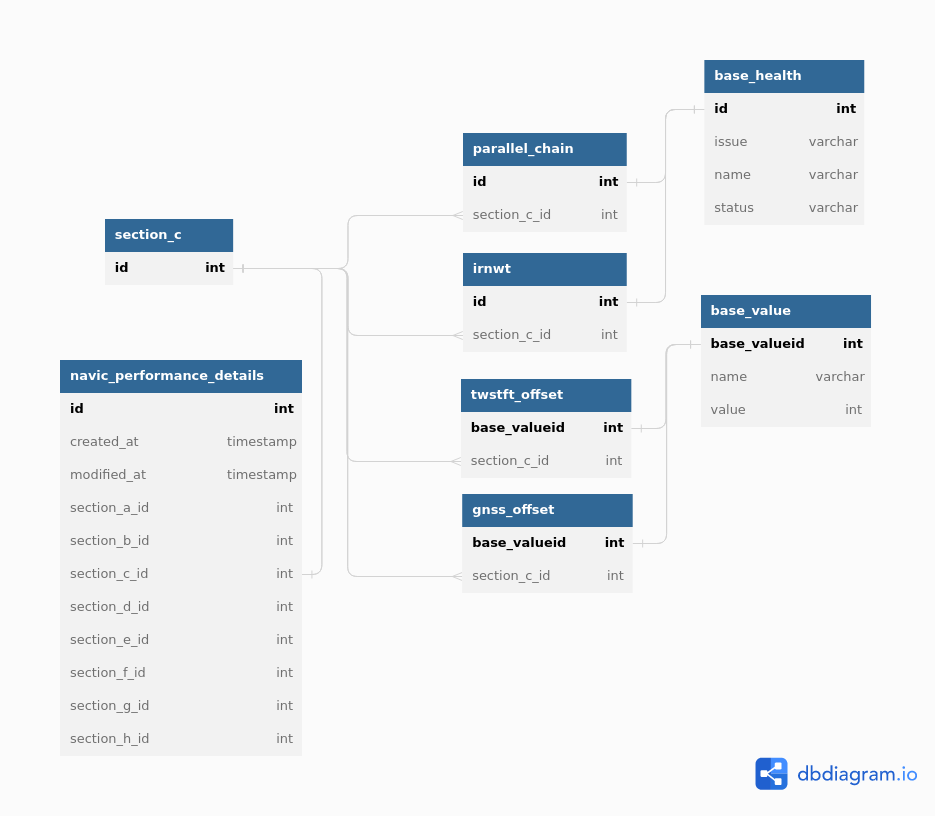 base_health
id int
issue varchar
name varchar
status varchar
parallel_chain
id int
section_c_id int
section_c
id int
irnwt
id int
section_c_id int
base_value
base_valueid int
name varchar
value int
navic_performance_details
id int
created_at timestamp
modified_at timestamp
section_a_id int
section_b_id int
section_c_id int
section_d_id int
section_e_id int
section_f_id int
section_g_id int
section_h_id int
twstft_offset
base_valueid int
section_c_id int
gnss_offset
base_valueid int
section_c_id int
dbdiagram.io